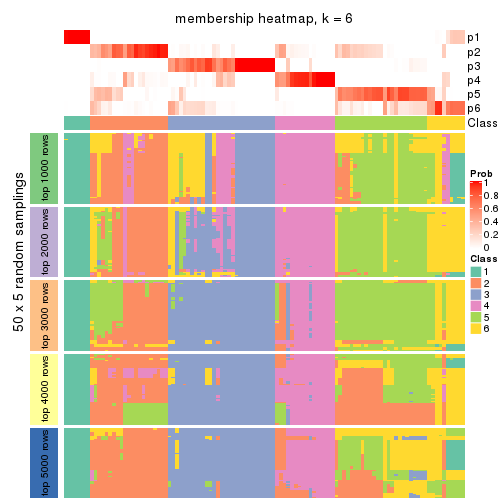 membership heatmap, k = 6
p1
p2
p3
p4
p5
p6
Class
50 x 5 random samplings
top 1000 rows
top 2000 rows
top 3000 rows
top 4000 rows
top 5000 rows
Prob
1
0.8
0.6
0.4
0.2
0
Class
1
2
3
4
5
6